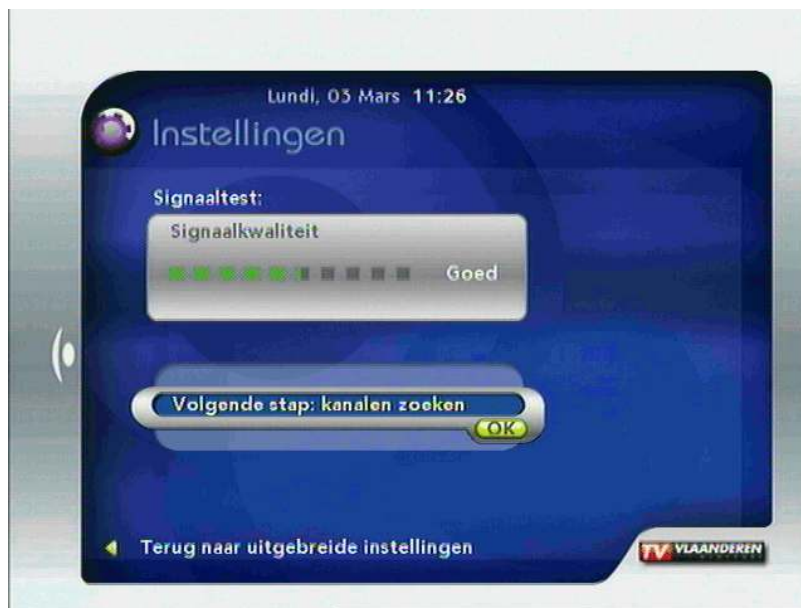 Lundi, 03 Mars 11:26
Instellingen
Signaaltest:
Signaalkwaliteit
Goed
Volgende stap: kanalen zoeken
OK
Terug naar uitgebreide instellingen
TV VLAANDEREN